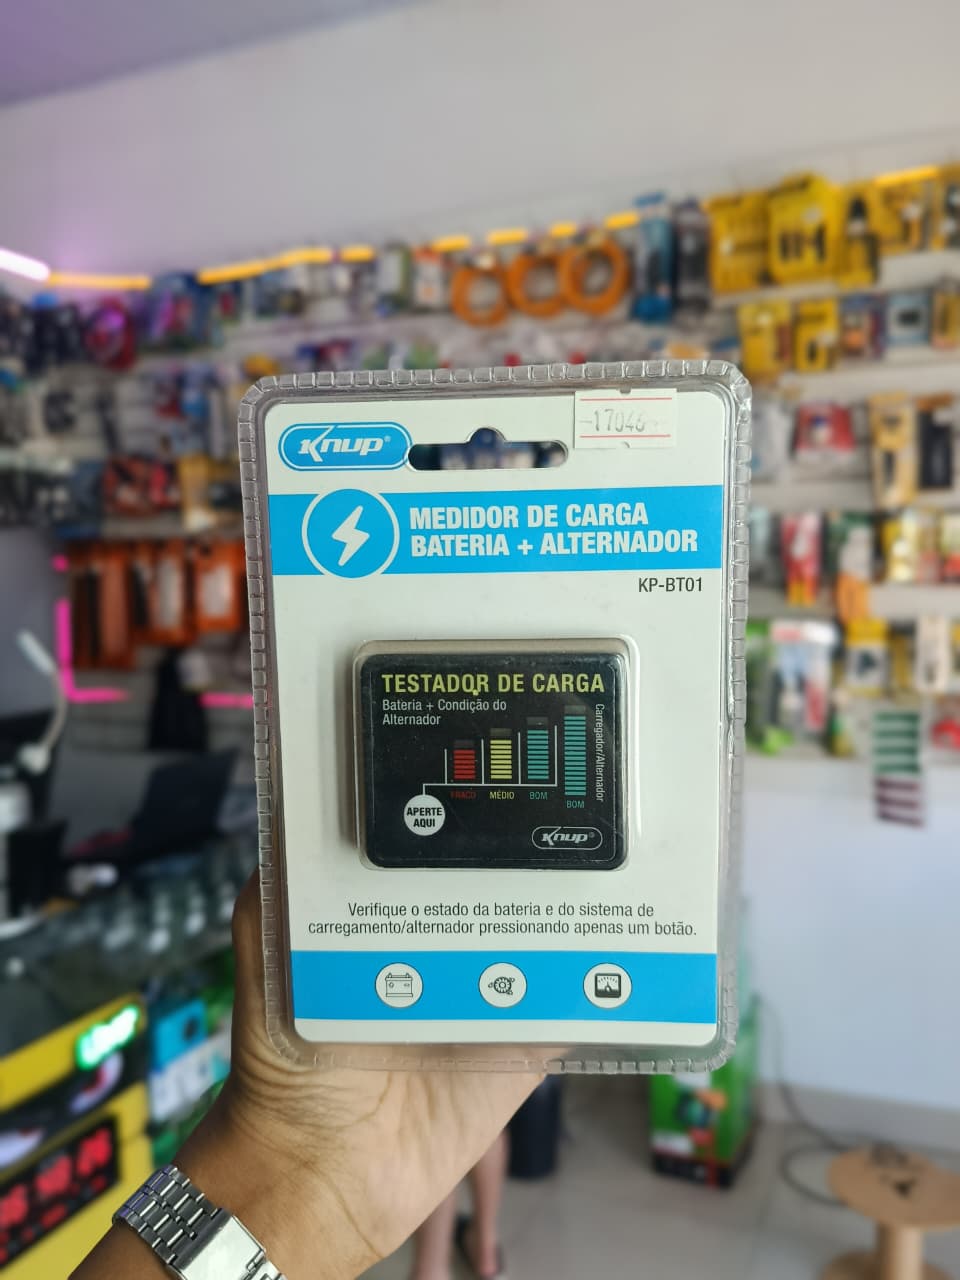 Knup®
-17046-
MEDIDOR DE CARGA
BATERIA + ALTERNADOR
KP-BT01
TESTADOR DE CARGA
Bateria + Condição do
Alternador
Carregador/Alternador
FRACO
MÉDIO
BOM
BOM
APERTE
AQUI
Knup®
Verifique o estado da bateria e do sistema de
carregamento/alternador pressionando apenas um botão.